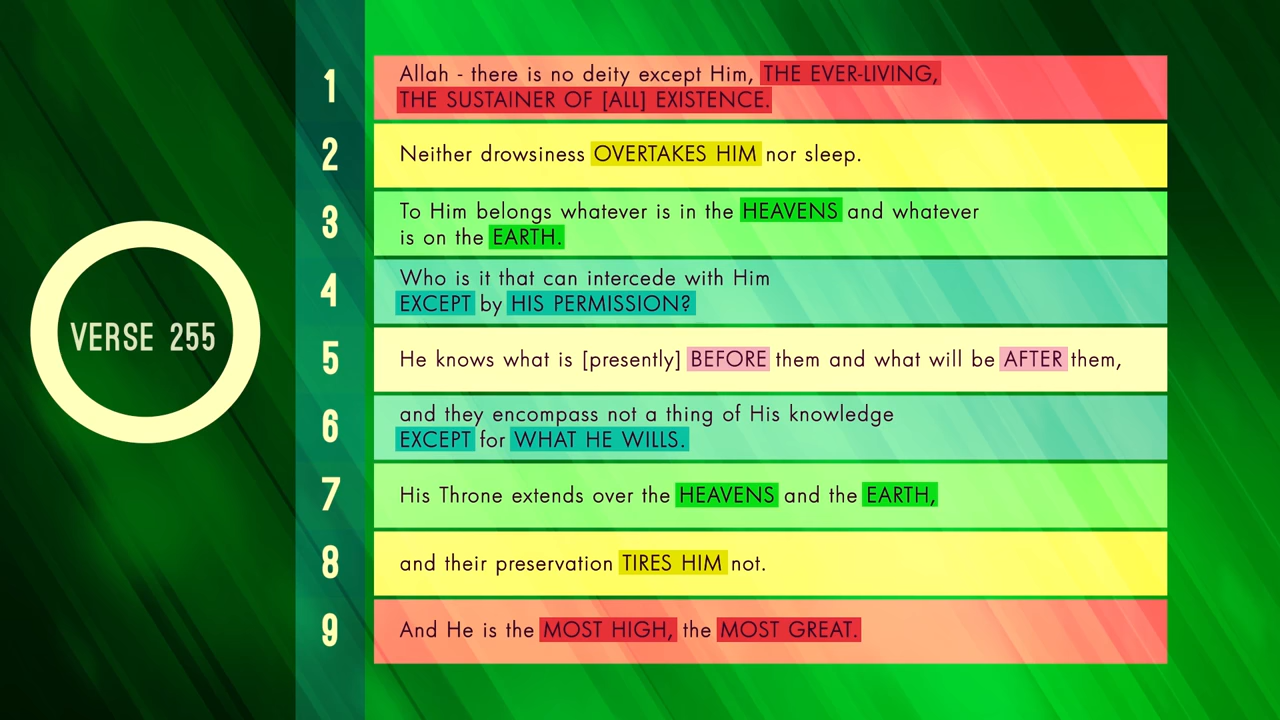 VERSE 255
1
Allah - there is no deity except Him, THE EVER-LIVING,
THE SUSTAINER OF [ALL] EXISTENCE.
2
Neither drowsiness OVERTAKES HIM nor sleep.
3
To Him belongs whatever is in the HEAVENS and whatever
is on the EARTH.
4
Who is it that can intercede with Him
EXCEPT by HIS PERMISSION?
5
He knows what is [presently] BEFORE them and what will be AFTER them,
6
and they encompass not a thing of His knowledge
EXCEPT for WHAT HE WILLS.
7
His Throne extends over the HEAVENS and the EARTH,
8
and their preservation TIRES HIM not.
9
And He is the MOST HIGH, the MOST GREAT.